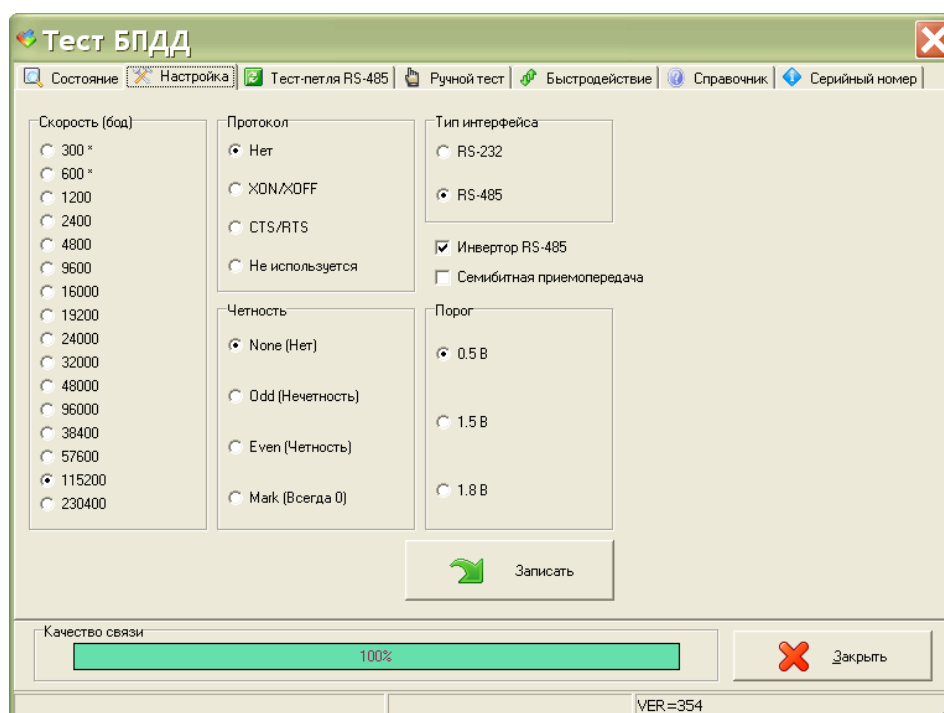 Тест БПДД
Состояние Настройка Тест-петля RS-485 Ручной тест Быстродействие Справочник Серийный номер
Скорость (бод)
300 *
600 *
1200
2400
4800
9600
16000
19200
24000
32000
48000
96000
38400
57600
115200
230400
Протокол
Нет
XON/XOFF
CTS/RTS
Не используется
Четность
None (Нет)
Odd (Нечетность)
Even (Четность)
Mark (Всегда 0)
Тип интерфейса
RS-232
RS-485
Инвертор RS-485
Семибитная приемопередача
Порог
0.5 В
1.5 В
1.8 В
Записать
Качество связи
100%
Закрыть
VER=354